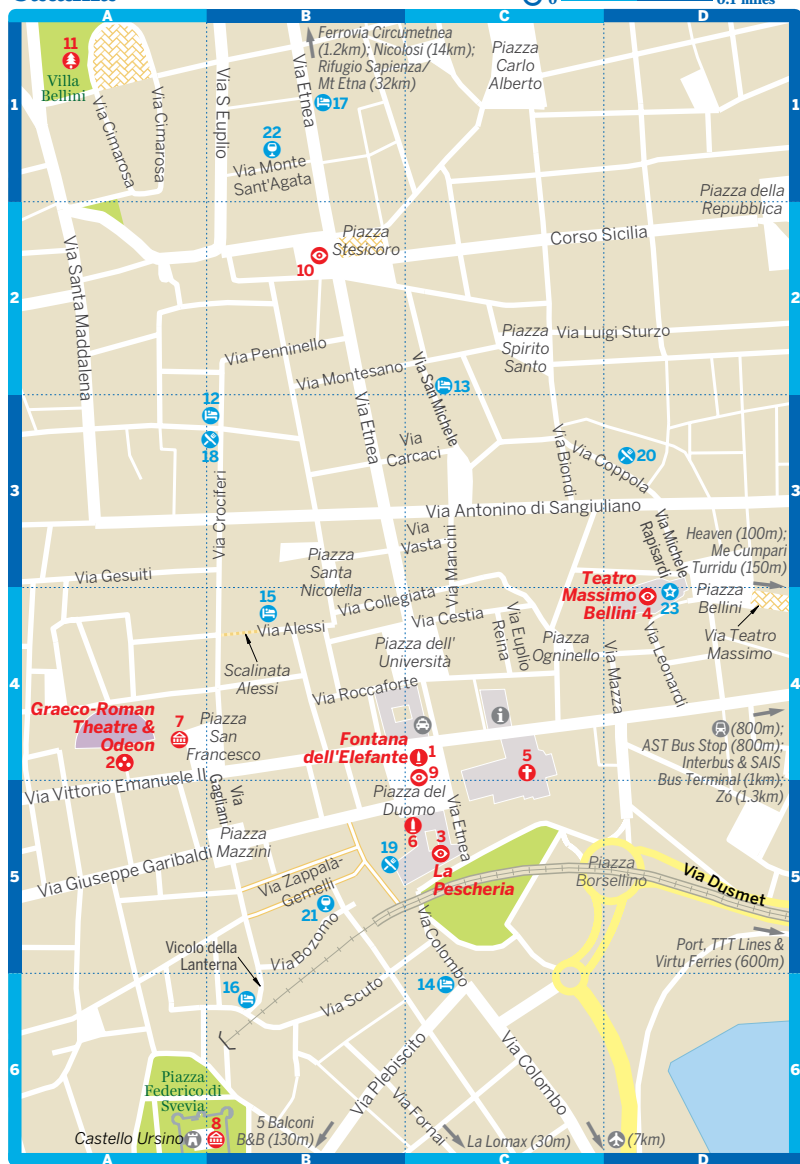 0
0.1 miles
A
B
C
D
1
11
Villa
Bellini
Via Cimarosa
Via Cimarosa
Via S Euplio
Via Etnea
Ferrovia Circumetnea
(1.2km); Nicolosi (14km);
Rifugio Sapienza/
Mt Etna (32km)
17
22
Via Monte
Sant'Agata
Piazza
Carlo
Alberto
1
Piazza della
Repubblica
Piazza
Stesicoro
10
Corso Sicilia
2
Via Santa
Maddalena
2
Via Penninello
Via Montesano
Via San Michele
13
Piazza
Spirito
Santo
Via Luigi Sturzo
12
18
Via Crociferi
Via Etnea
Via
Carcaci
Via Biondi
Via Coppola
20
3
3
Via Antonino di Sangiuliano
Via
Vasta
Via Mancini
Via Michele
Rapisardi
Heaven (100m);
Me Cumpari
Turridu (150m)
Via Gesuiti
Piazza
Santa
Nicolella
15
Via Alessi
Via Collegiata
Via Cestia
Teatro
Massimo
Bellini 4
23
Piazza
Bellini
Via Teatro
Massimo
Scalinata
Alessi
Piazza dell'
Università
Via Euplio
Reina
Piazza
Ogninello
Via Mazza
Via Leonardi
4
4
Via Roccaforte
Graeco-Roman
Theatre &
Odeon
2
7
Piazza
San
Francesco
Fontana
dell'Elefante
1
9
5
(800m);
AST Bus Stop (800m);
Interbus & SAIS
Bus Terminal (1km);
Zó (1.3km)
Via Vittorio Emanuele II
Via
Gagliani
Piazza del
Duomo
6
Via Etnea
3
La
Pescheria
Piazza
Mazzini
19
Via Giuseppe Garibaldi
Via Zappalà-
Gemelli
21
5
5
Piazza
Borsellino
Via Dusmet
Port, TTT Lines &
Virtu Ferries (600m)
Vicolo della
Lanterna
Via Bozomo
Via Colombo
16
Via Scuto
14
Via Plebiscito
Via Colombo
Via Fornai
6
6
Piazza
Federico di
Svevia
Castello Ursino
8
5 Balconi
B&B (130m)
La Lomax (30m)
(7km)
A
B
C
D